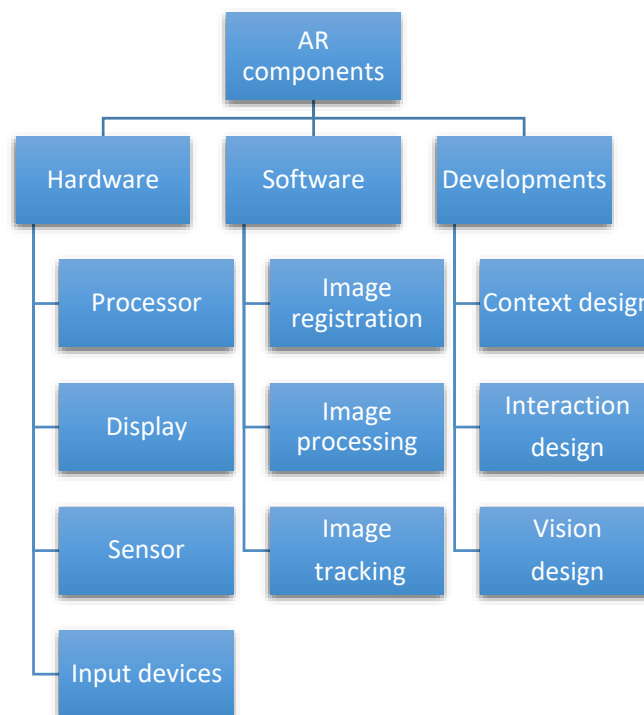 AR
components
Hardware
Software
Developments
Processor
Image
registration
Context design
Display
Image
processing
Interaction
design
Sensor
Image
tracking
Vision
design
Input devices